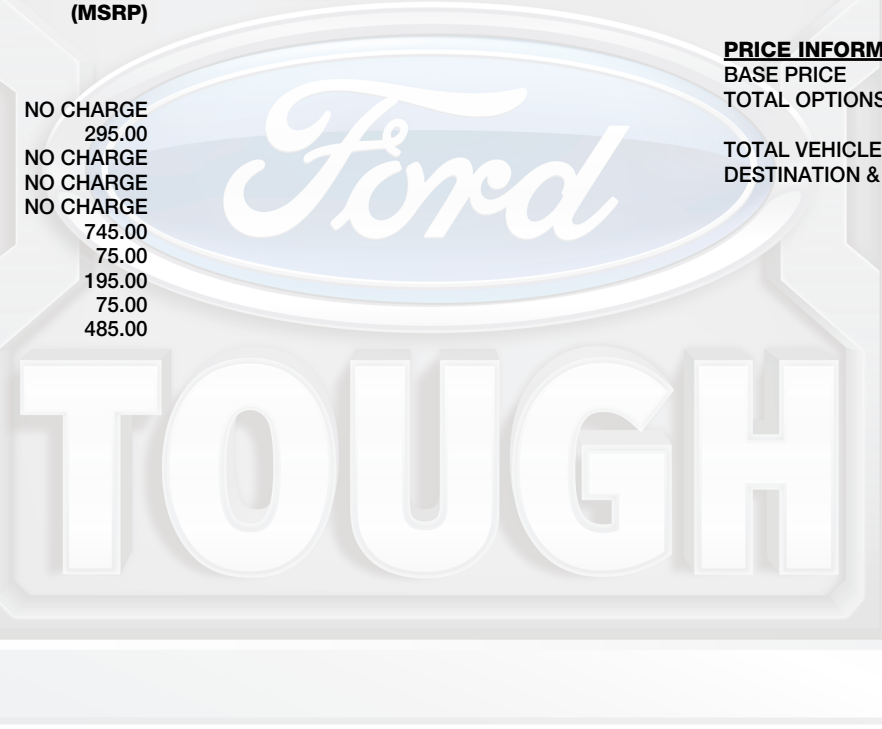 (MSRP)
NO CHARGE
295.00
NO CHARGE
NO CHARGE
NO CHARGE
745.00
75.00
195.00
75.00
485.00
PRICE INFORM
BASE PRICE
TOTAL OPTIONS
TOTAL VEHICLE
DESTINATION &
Ford
TOUGH